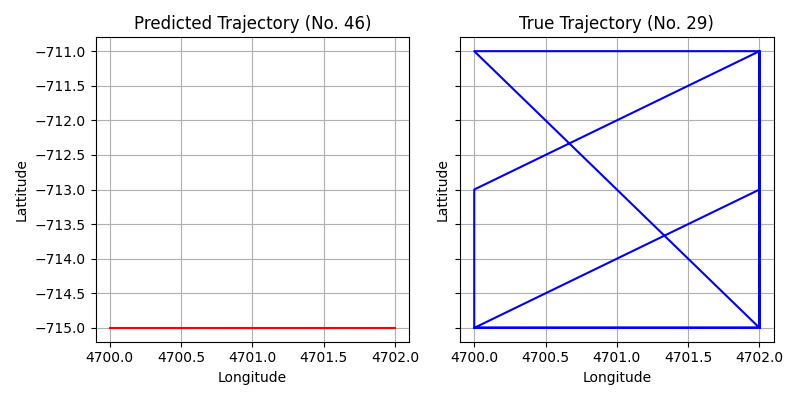 Predicted Trajectory (No. 46)
True Trajectory (No. 29)
Lattitude
−711.0
−711.5
−712.0
−712.5
−713.0
−713.5
−714.0
−714.5
−715.0
4700.0 4700.5 4701.0 4701.5 4702.0
Longitude
Lattitude
4700.0 4700.5 4701.0 4701.5 4702.0
Longitude